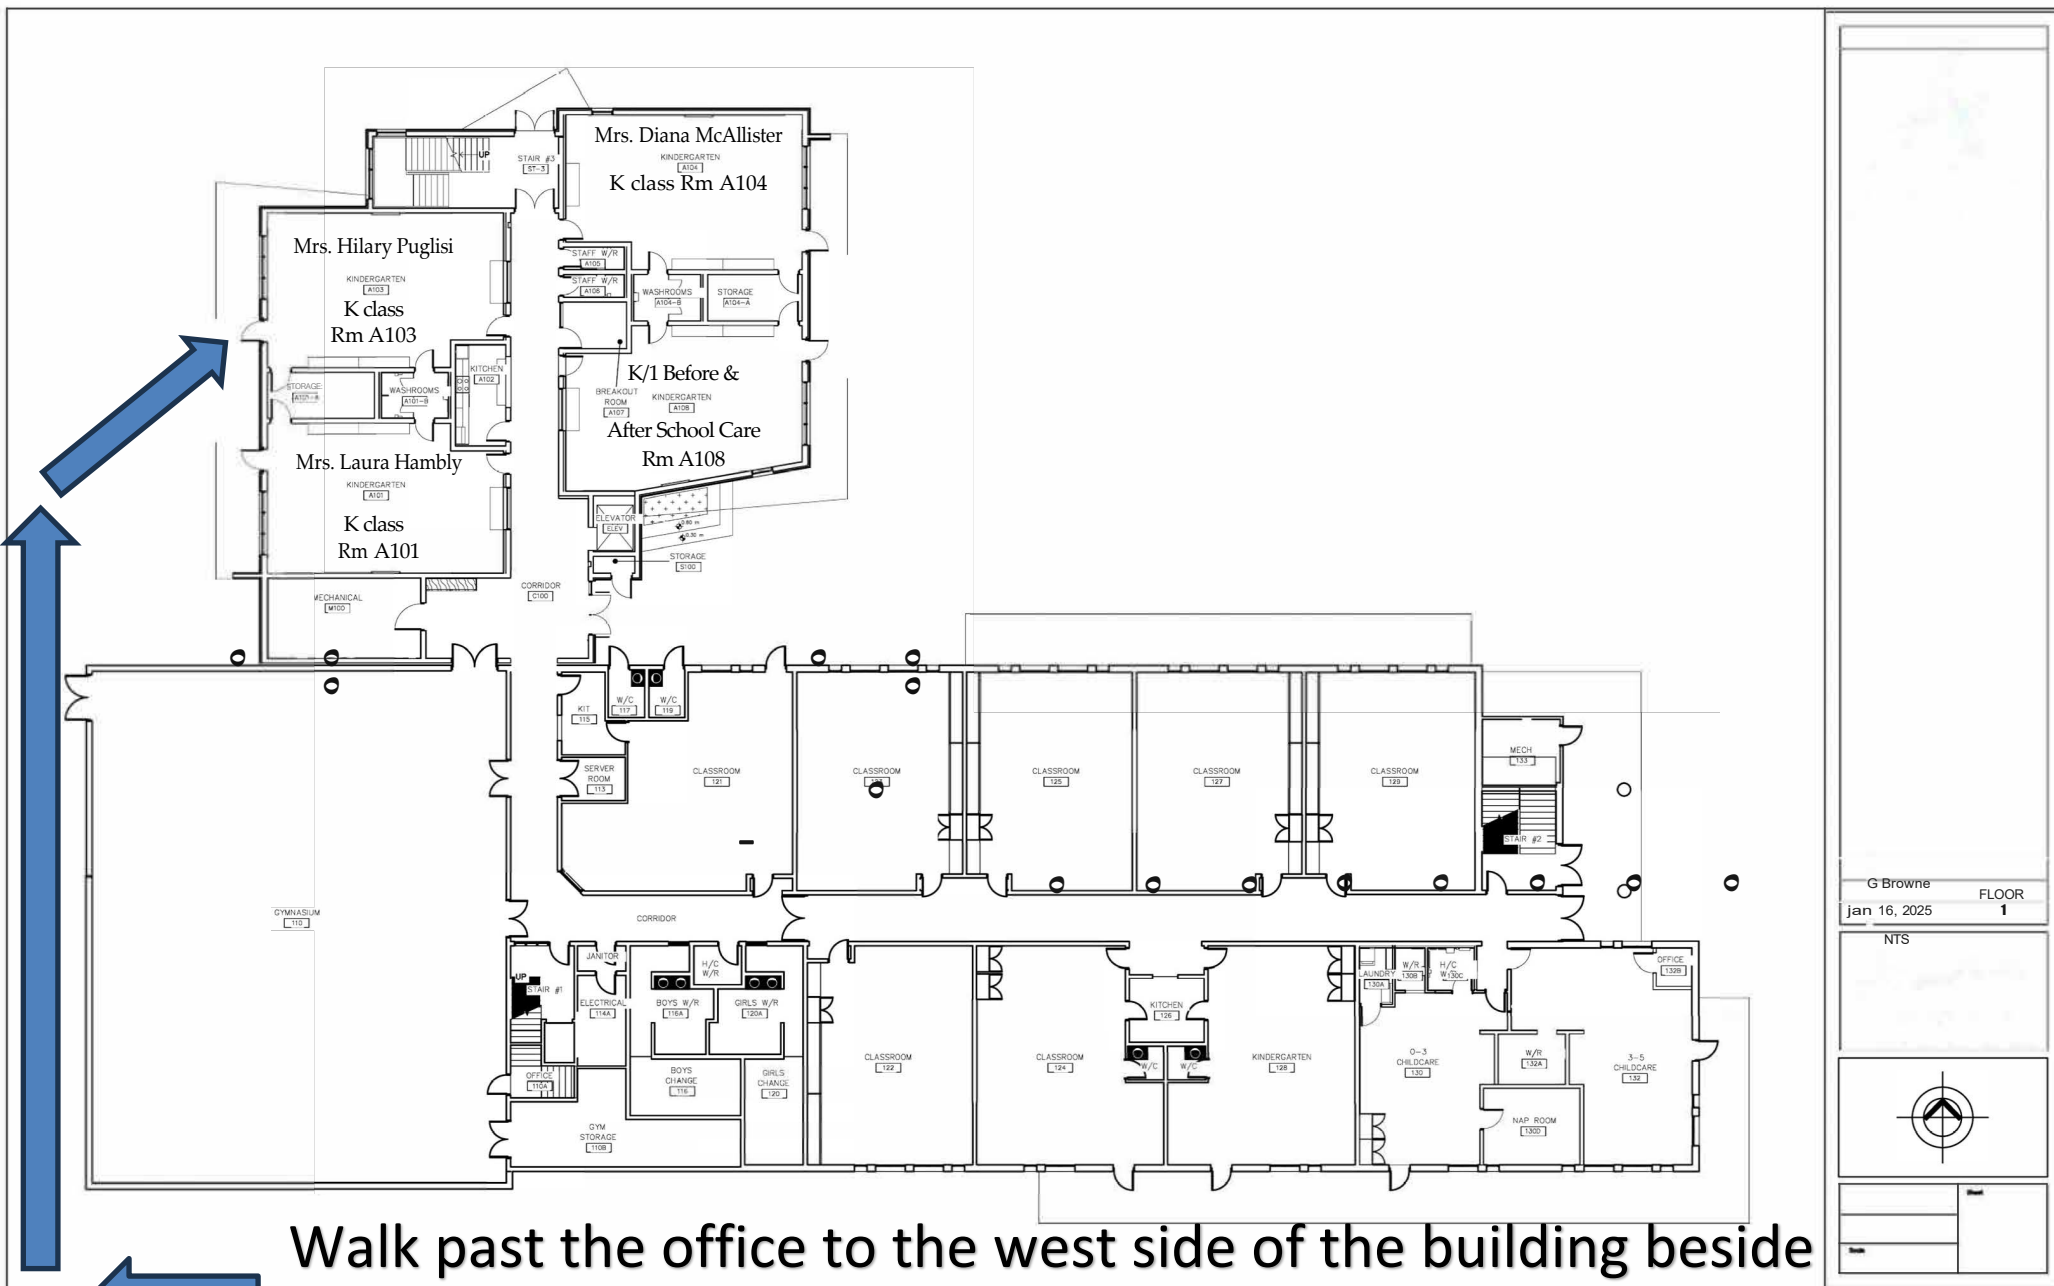 Mrs. Diana McAllister
KINDERGARTEN
A104
K class Rm A104
UP
STAIR #3
ST-3
Mrs. Hilary Puglisi
KINDERGARTEN
A103
K class
Rm A103
STAFF W/R
A105
STAFF W/R
A106
WASHROOMS
A104-B
STORAGE
A104-A
KITCHEN
A102
STORAGE
A101-A
WASHROOMS
A101-B
K/1 Before &
BREAKOUT
ROOM
A107
KINDERGARTEN
A108
After School Care
Rm A108
Mrs. Laura Hambly
KINDERGARTEN
A101
K class
Rm A101
ELEVATOR
ELEV
0.60 m
0.30 m
STORAGE
S100
CORRIDOR
C100
MECHANICAL
M100
KIT
115
W/C
117
W/C
119
SERVER
ROOM
113
CLASSROOM
121
CLASSROOM
CLASSROOM
125
CLASSROOM
127
CLASSROOM
129
MECH
133
STAIR #2
GYMNASIUM
110
CORRIDOR
UP
STAIR #1
JANITOR
ELECTRICAL
114A
H/C
W/R
BOYS W/R
116A
GIRLS W/R
120A
OFFICE
110A
BOYS
CHANGE
116
GIRLS
CHANGE
120
GYM
STORAGE
110B
CLASSROOM
122
CLASSROOM
124
KITCHEN
126
W/C
W/C
KINDERGARTEN
128
LAUNDRY
130A
W/R
130B
H/C
130C
0-3
CHILDCARE
130
W/R
132A
NAP ROOM
130D
3-5
CHILDCARE
132
OFFICE
132B
G Browne
FLOOR
jan 16, 2025
1
NTS
Walk past the office to the west side of the building beside